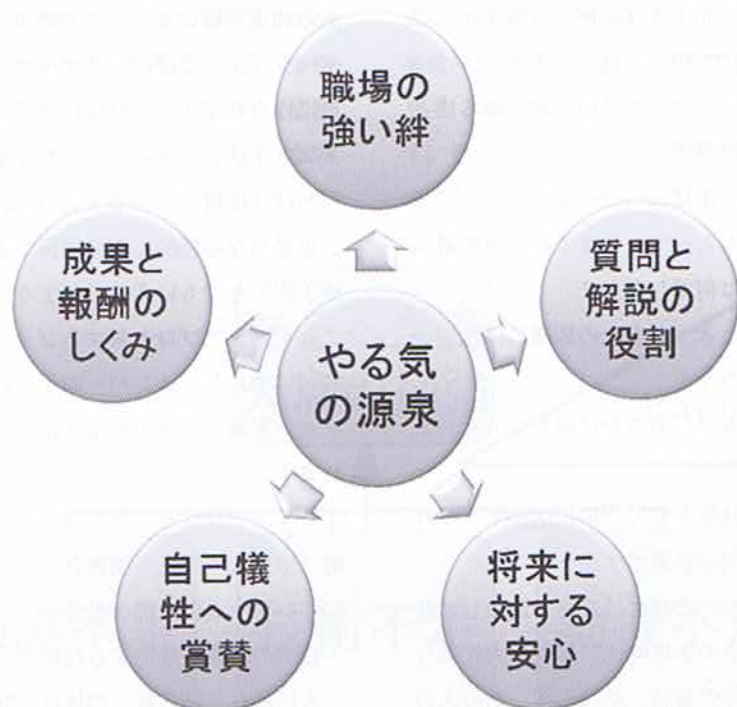 職場の
強い絆
成果と
報酬の
しくみ
質問と
解説の
役割
やる気
の源泉
自己犠
牲への
賞賛
将来に
対する
安心